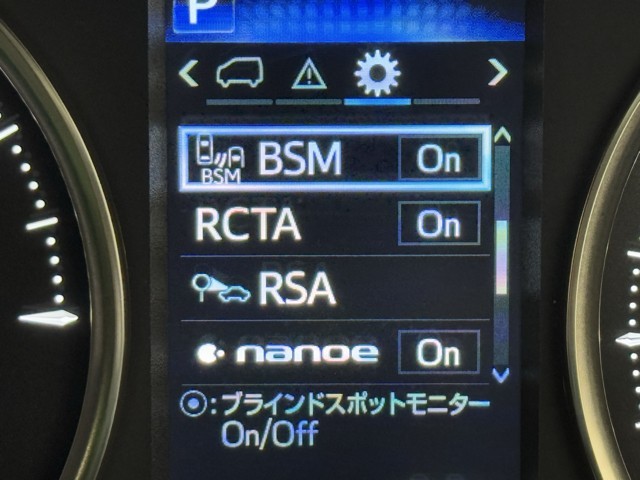 P
BSM BSM On
RCTA On
RSA
nanoe On
:ブラインドスポットモニター
On/Off